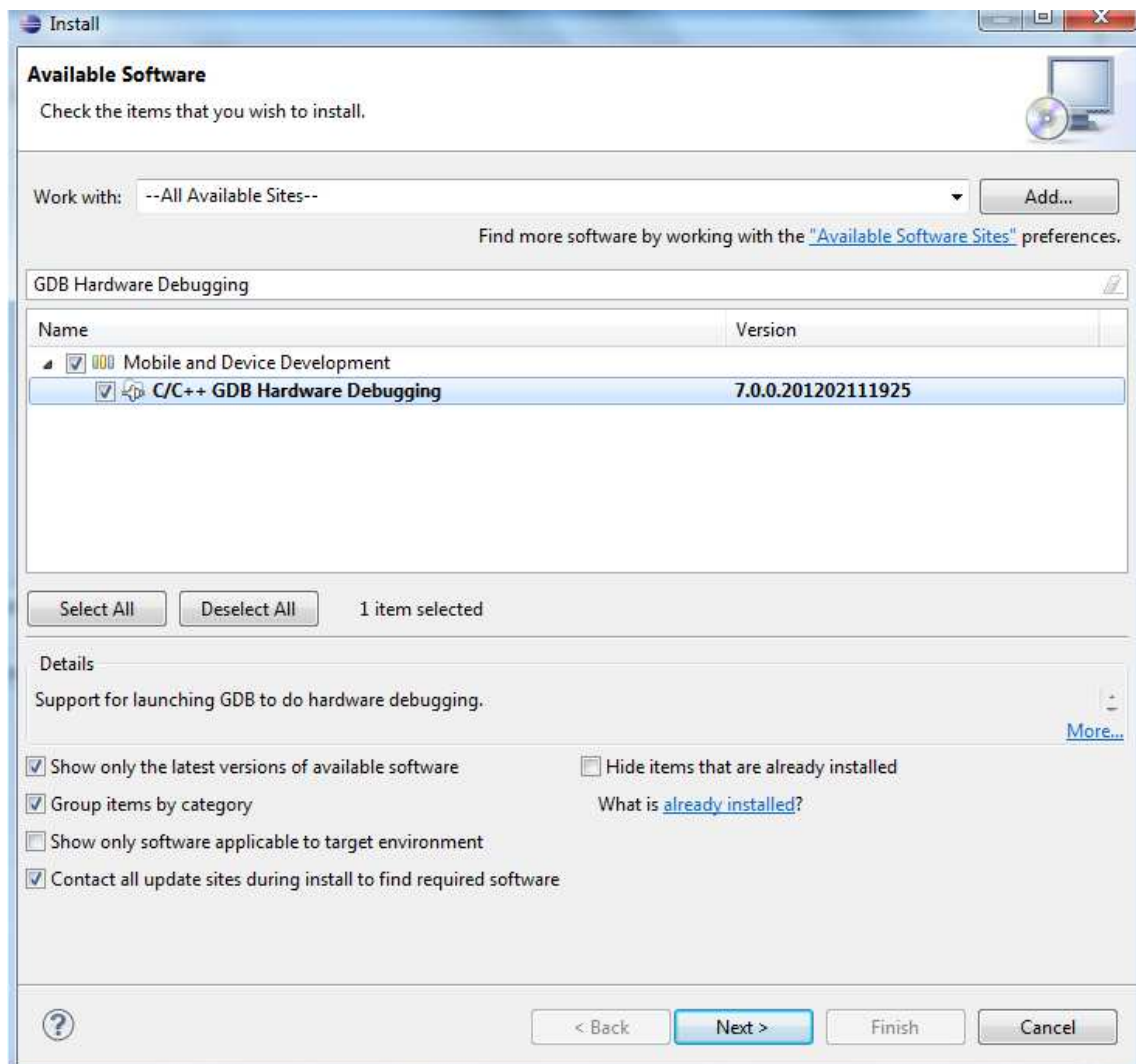 Install
Available Software
Check the items that you wish to install.
Work with: --All Available Sites-- Add...
Find more software by working with the "Available Software Sites" preferences.
GDB Hardware Debugging
Name Version
Mobile and Device Development
C/C++ GDB Hardware Debugging 7.0.0.201202111925
Select All Deselect All 1 item selected
Details
Support for launching GDB to do hardware debugging.
More...
Show only the latest versions of available software Hide items that are already installed
Group items by category What is already installed?
Show only software applicable to target environment
Contact all update sites during install to find required software
? < Back Next > Finish Cancel